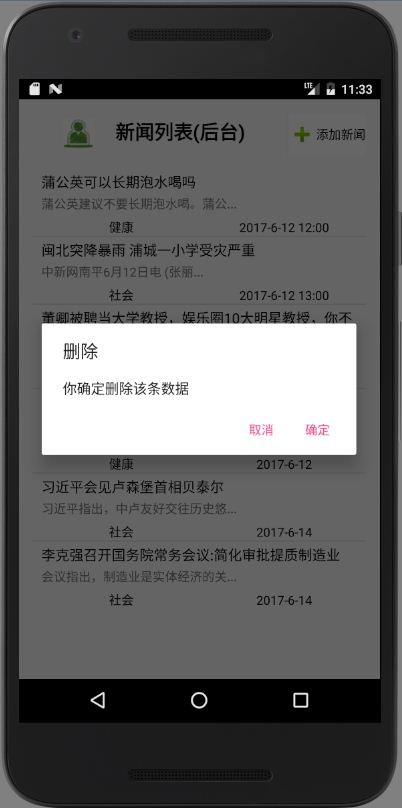 LTE 11:33
新闻列表(后台)
添加新闻
蒲公英可以长期泡水喝吗
蒲公英建议不要长期泡水喝。蒲公...
健康 2017-6-12 12:00
闽北突降暴雨 浦城一小学受灾严重
中新网南平6月12日电 (张丽...
社会 2017-6-12 13:00
董卿被聘当大学教授，娱乐圈10大明星教授，你不
删除
你确定删除该条数据
取消 确定
健康 2017-6-12
习近平会见卢森堡首相贝泰尔
习近平指出，中卢友好交往历史悠...
社会 2017-6-14
李克强召开国务院常务会议:简化审批提质制造业
会议指出，制造业是实体经济的关...
社会 2017-6-14